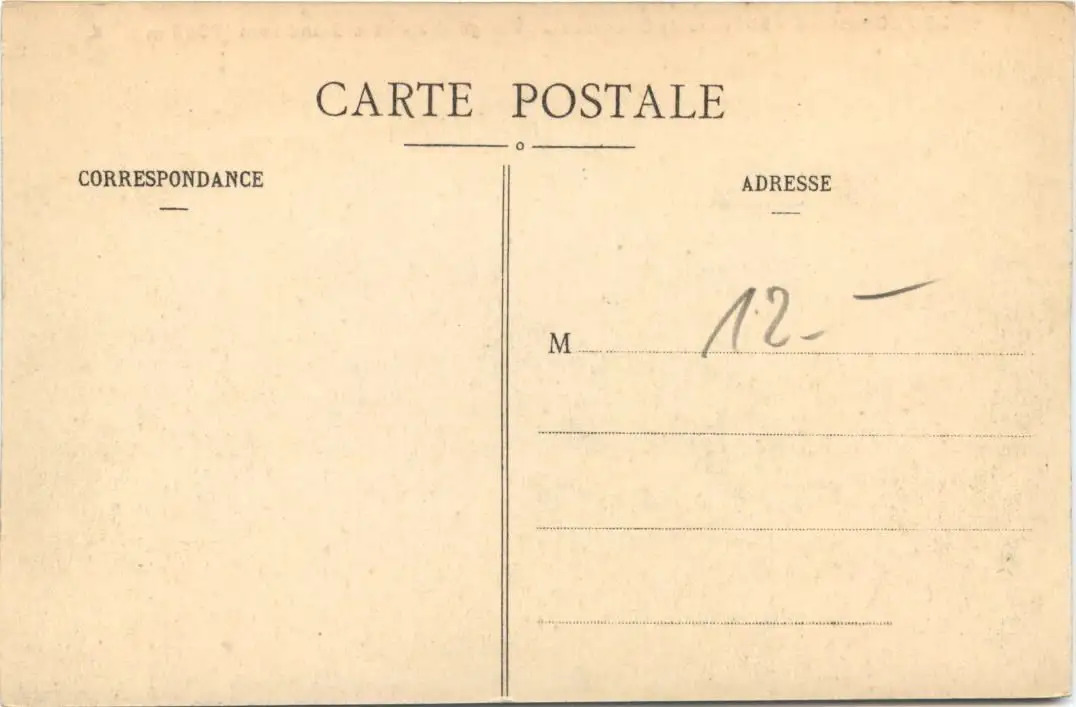 CARTE POSTALE
CORRESPONDANCE
ADRESSE
M
12.-